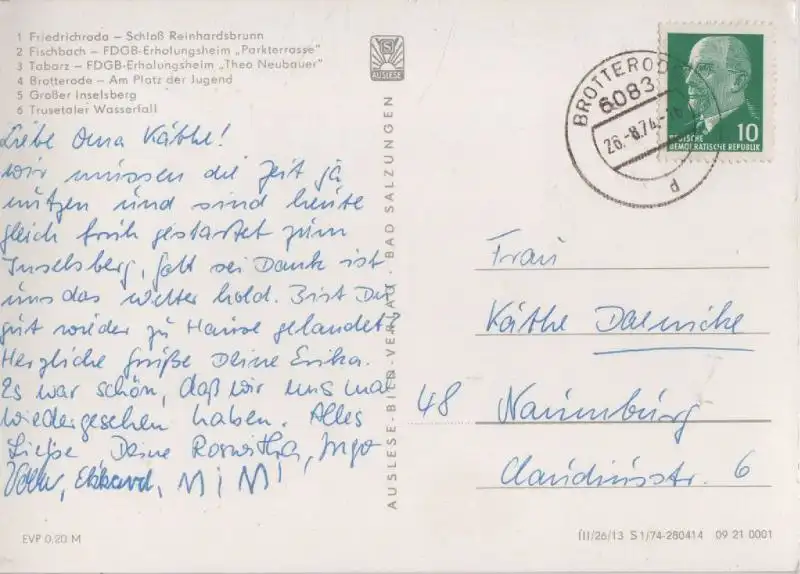 1 Friedrichroda – Schloß Reinhardsbrunn
2 Fischbach – FDGB-Erholungsheim „Parkterrasse“
3 Tabarz – FDGB-Erholungsheim „Theo Neubauer“
4 Brotterode – Am Platz der Jugend
5 Großer Inselsberg
6 Trusetaler Wasserfall
Liebe Oma Käthe!
Wir müssen die Zeit ja
nutzen und sind heute
gleich früh gestartet zum
Inselsberg, Gott sei Dank ist
uns das Wetter hold. Bist Du
gut wieder zu Hause gelandet?
Herzliche Grüße Deine Erika.
Es war schön, daß wir uns mal
wiedergesehen haben. Alles
Liebe Deine Roswitha, Ingo
Volker, Ekkard, MiMi
EVP 0.20 M
S
AUSLESE
AUSLESE-BILD-VERLAG, BAD SALZUNGEN
BROTTERODE
6083
26.-8.74.-16
d
10
DEUTSCHE
DEMOKRATISCHE REPUBLIK
Frau
Käthe
48 Naumburg
Claudiusstr. 6
III/26/13 S 1/74-280414 09 21 0001